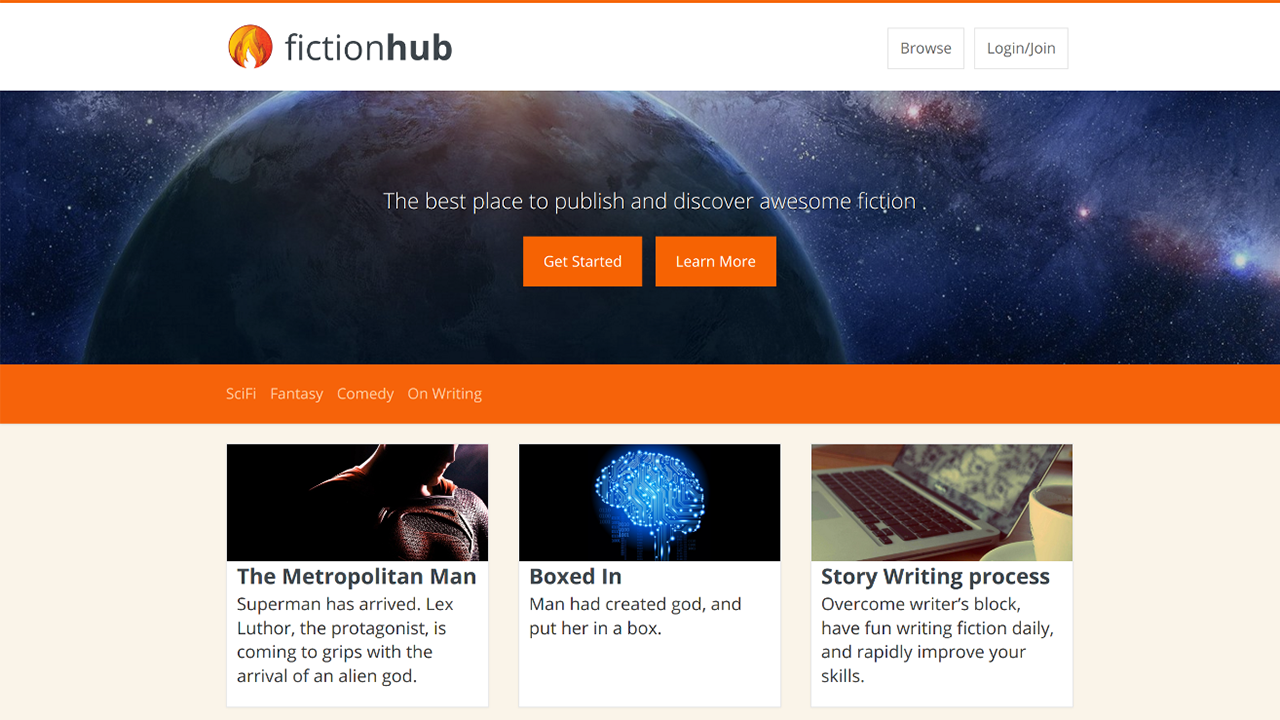 fictionhub
Browse
Login/Join
The best place to publish and discover awesome fiction .
Get Started
Learn More
SciFi
Fantasy
Comedy
On Writing
The Metropolitan Man
Superman has arrived. Lex
Luthor, the protagonist, is
coming to grips with the
arrival of an alien god.
Boxed In
Man had created god, and
put her in a box.
Story Writing process
Overcome writer’s block,
have fun writing fiction daily,
and rapidly improve your
skills.